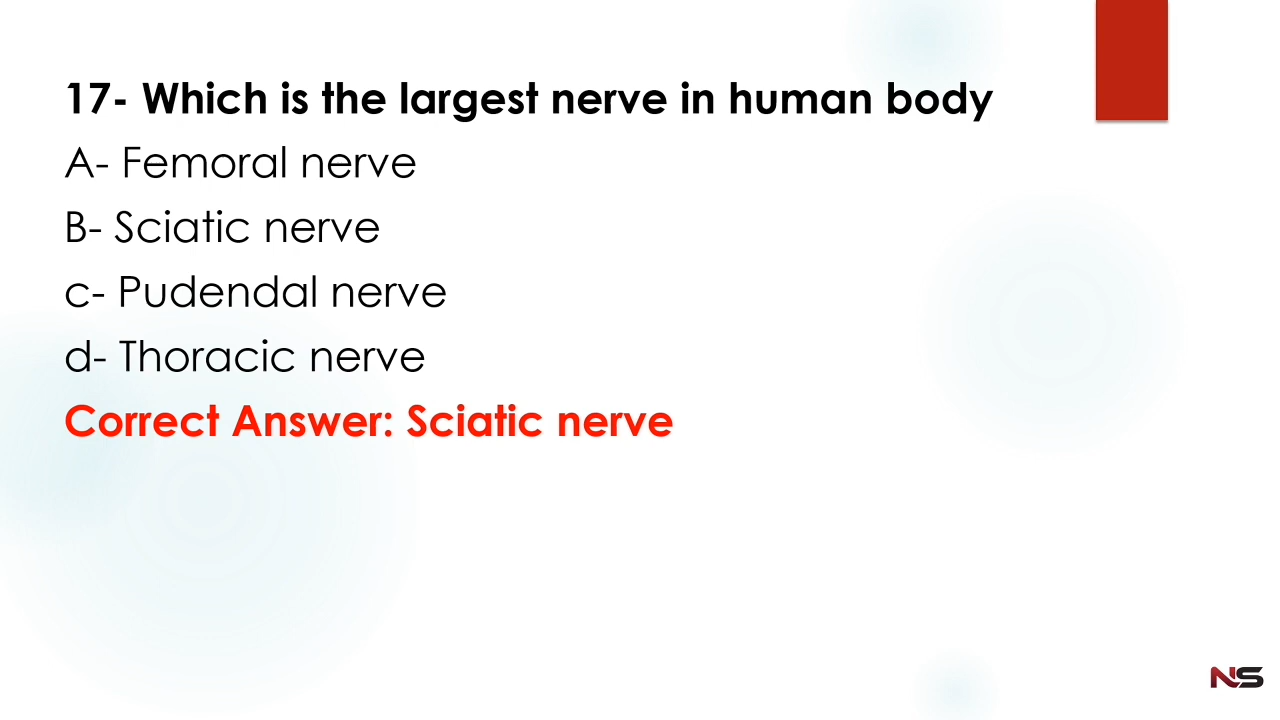 17- Which is the largest nerve in human body
A- Femoral nerve
B- Sciatic nerve
c- Pudendal nerve
d- Thoracic nerve
Correct Answer: Sciatic nerve
NS